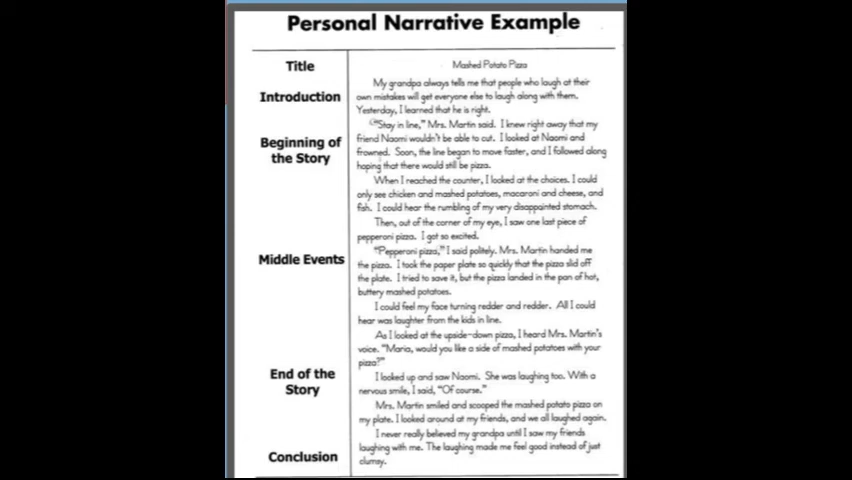 Personal Narrative Example
Title
Mashed Potato Pizza
Introduction
My grandpa always tells me that people who laugh at their
own mistakes will get everyone else to laugh along with them.
Yesterday, I learned that he is right.
Beginning of
the Story
"Stay in line," Mrs. Martin said. I knew right away that my
friend Naomi wouldn't be able to cut. I looked at Naomi and
frowned. Soon, the line began to move faster, and I followed along
hoping that there would still be pizza.
When I reached the counter, I looked at the choices. I could
only see chicken and mashed potatoes, macaroni and cheese, and
fish. I could hear the rumbling of my very disappointed stomach.
Then, out of the corner of my eye, I saw one last piece of
pepperoni pizza. I got so excited.
Middle Events
"Pepperoni pizza," I said politely. Mrs. Martin handed me
the pizza. I took the paper plate so quickly that the pizza slid off
the plate. I tried to save it, but the pizza landed in the pan of hot,
buttery mashed potatoes.
I could feel my face turning redder and redder. All I could
hear was laughter from the kids in line.
As I looked at the upside-down pizza, I heard Mrs. Martin's
voice. "Maria, would you like a side of mashed potatoes with your
pizza?"
End of the
Story
I looked up and saw Naomi. She was laughing too. With a
nervous smile, I said, "Of course."
Mrs. Martin smiled and scooped the mashed potato pizza on
my plate. I looked around at my friends, and we all laughed again.
Conclusion
I never really believed my grandpa until I saw my friends
laughing with me. The laughing made me feel good instead of just
clumsy.